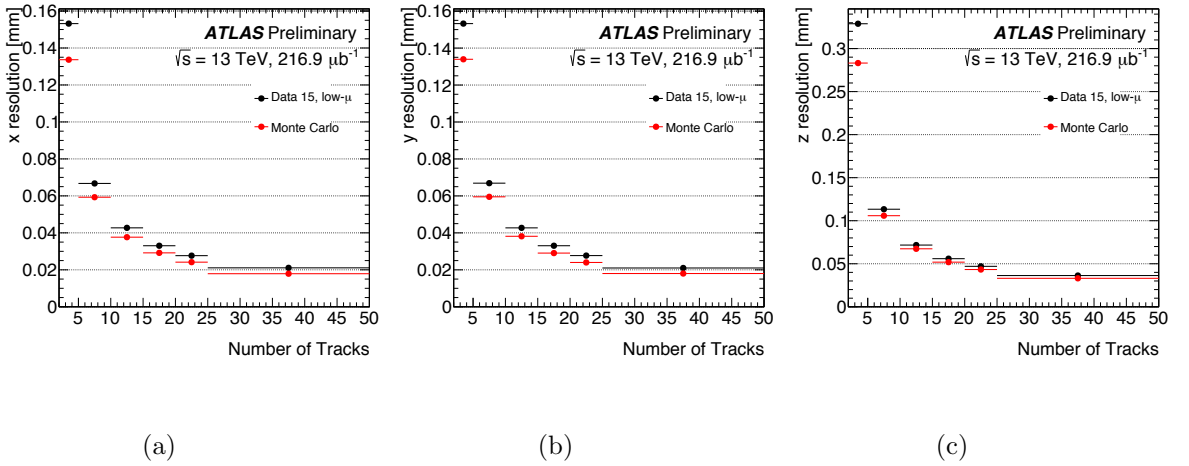 x resolution [mm]
0.16
0.14
0.12
0.1
0.08
0.06
0.04
0.02
0
ATLAS Preliminary
√s = 13 TeV, 216.9 μb⁻¹
Data 15, low-μ
Monte Carlo
5 10 15 20 25 30 35 40 45 50
Number of Tracks
(a)
y resolution [mm]
0.16
0.14
0.12
0.1
0.08
0.06
0.04
0.02
0
ATLAS Preliminary
√s = 13 TeV, 216.9 μb⁻¹
Data 15, low-μ
Monte Carlo
5 10 15 20 25 30 35 40 45 50
Number of Tracks
(b)
z resolution [mm]
0.3
0.25
0.2
0.15
0.1
0.05
0
ATLAS Preliminary
√s = 13 TeV, 216.9 μb⁻¹
Data 15, low-μ
Monte Carlo
5 10 15 20 25 30 35 40 45 50
Number of Tracks
(c)